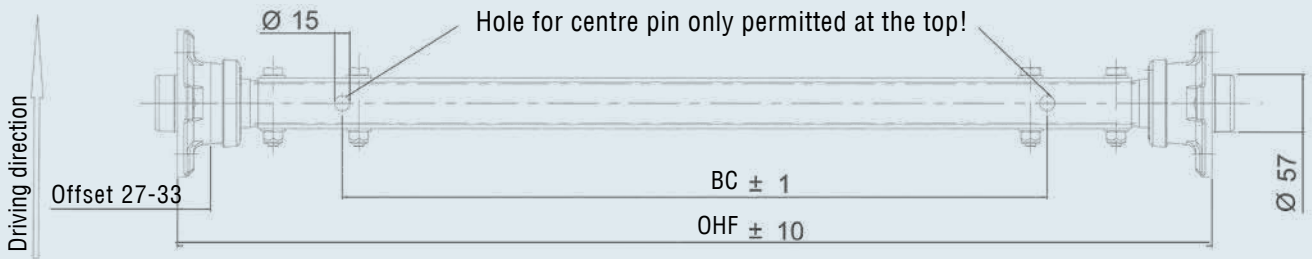 Ø 15
Hole for centre pin only permitted at the top!
Driving direction
Offset 27-33
BC ± 1
OHF ± 10
Ø 57